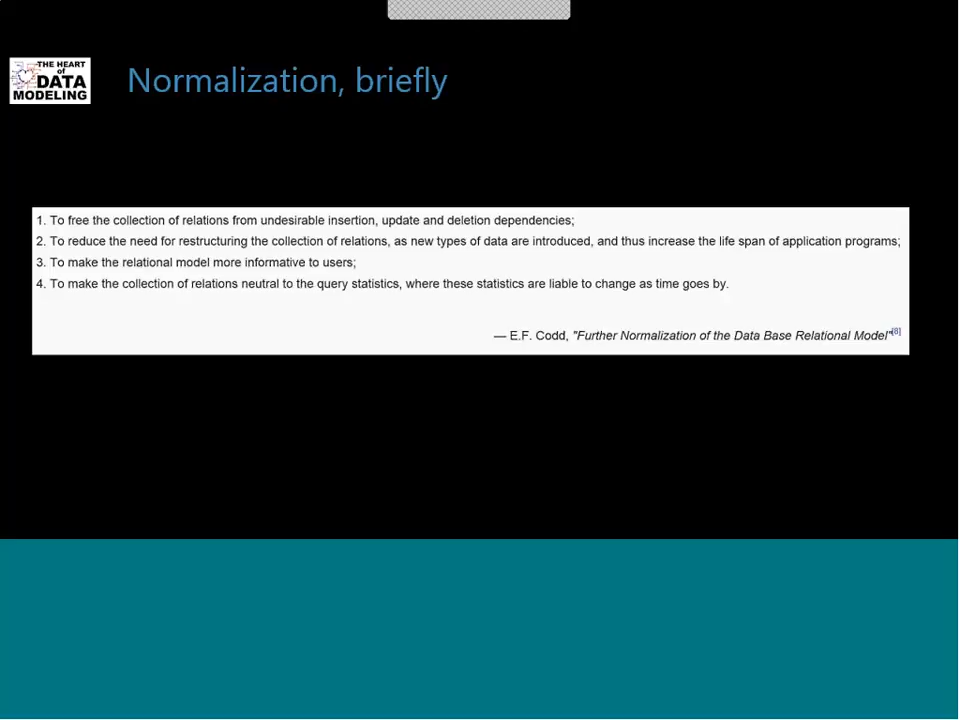 THE HEART
of
DATA
MODELING
Normalization, briefly
1. To free the collection of relations from undesirable insertion, update and deletion dependencies;
2. To reduce the need for restructuring the collection of relations, as new types of data are introduced, and thus increase the life span of application programs;
3. To make the relational model more informative to users;
4. To make the collection of relations neutral to the query statistics, where these statistics are liable to change as time goes by.
— E.F. Codd, "Further Normalization of the Data Base Relational Model"[8]